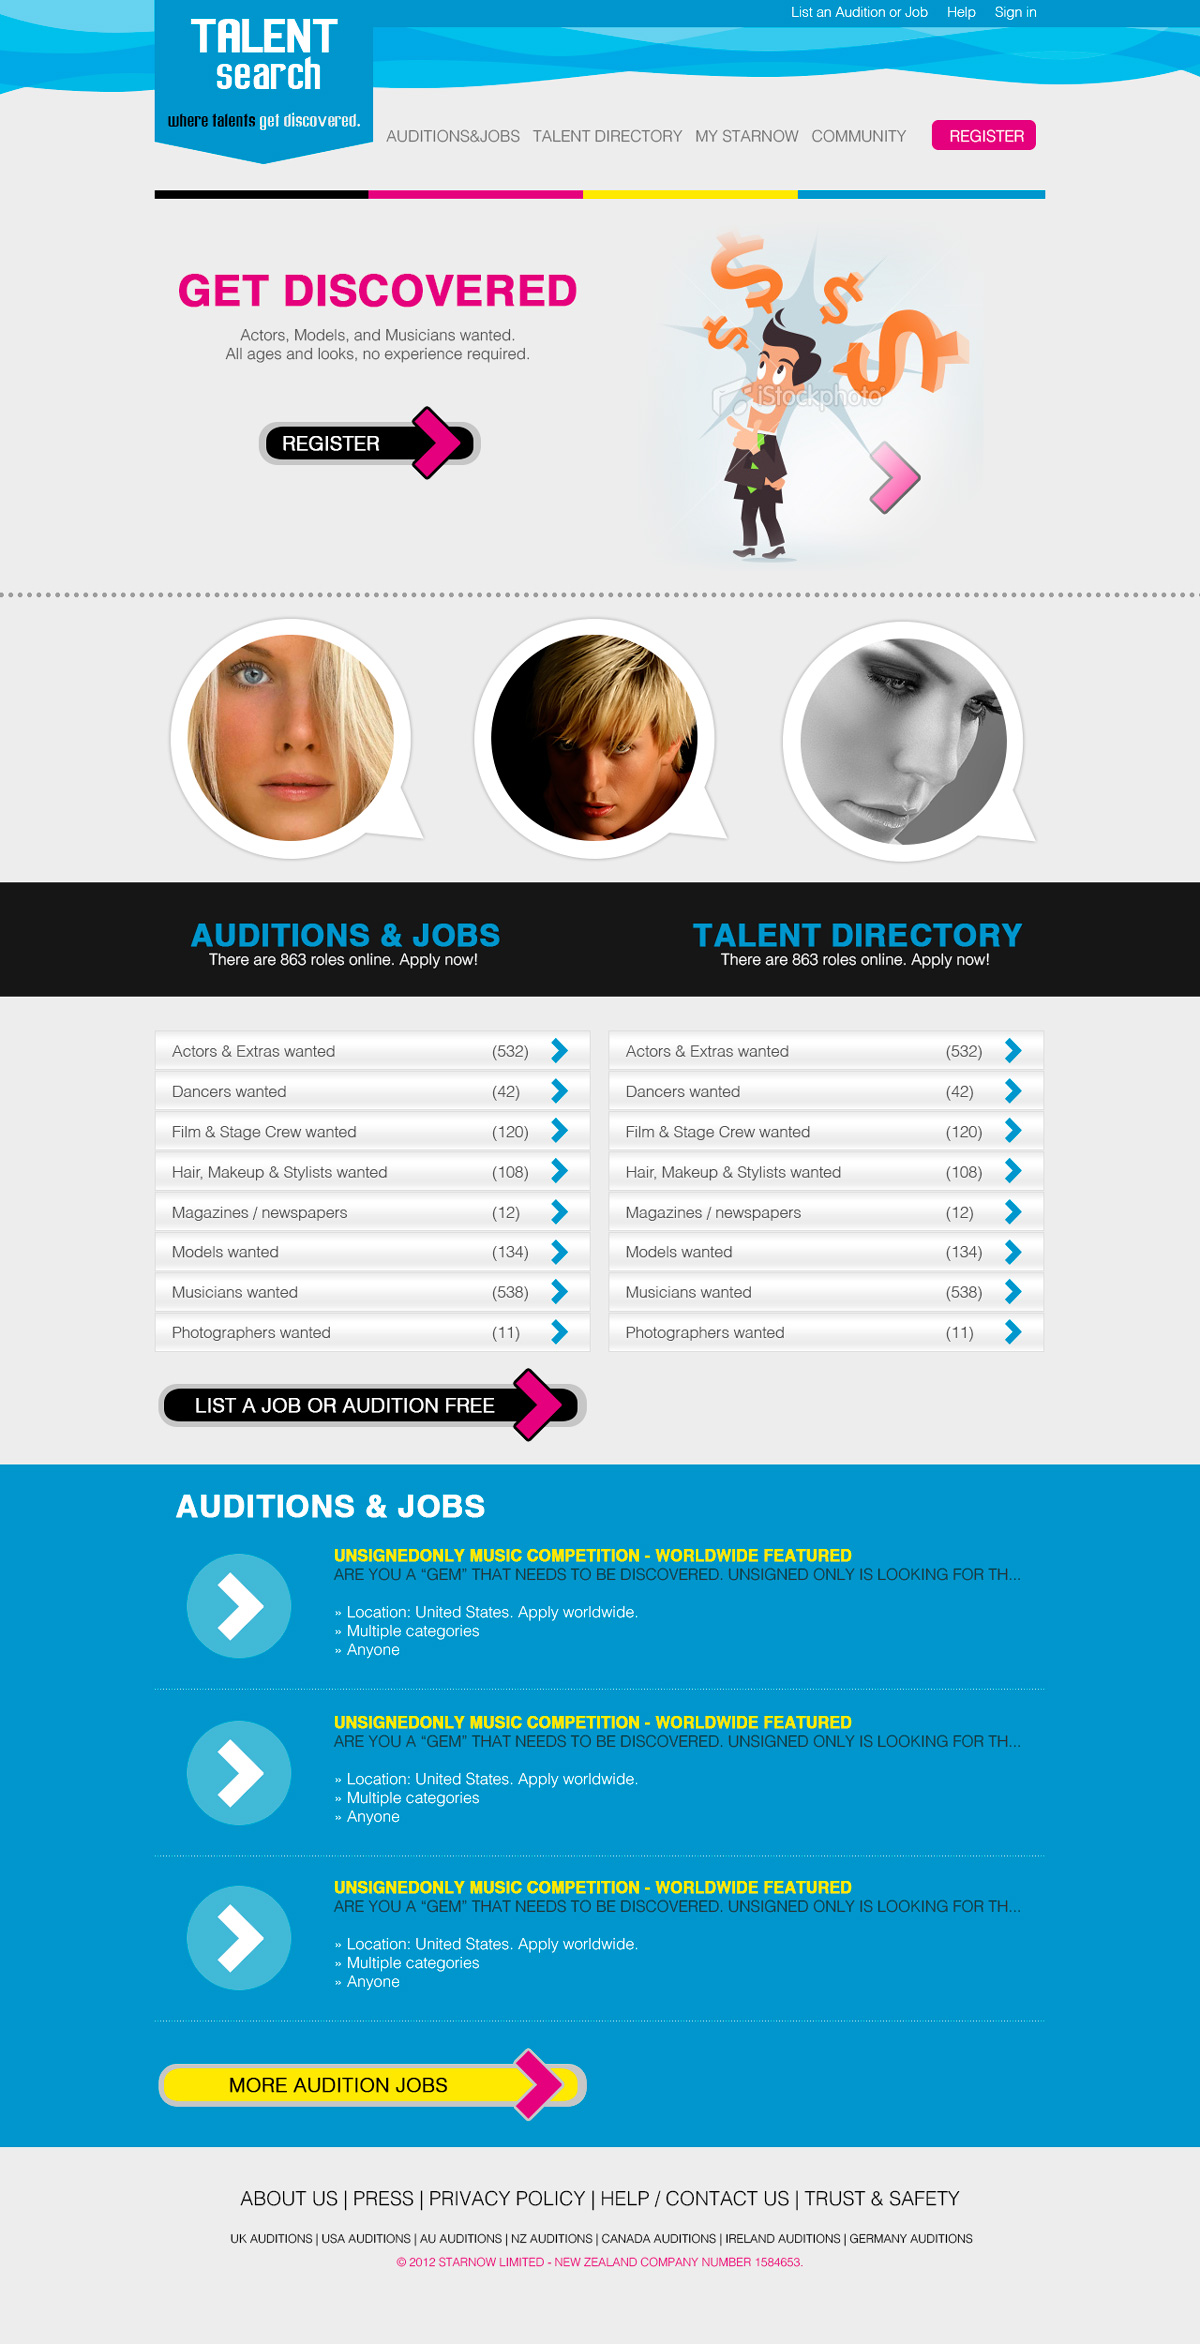 List an Audition or Job Help Sign in
TALENT
search
where talents get discovered.
AUDITIONS&JOBS TALENT DIRECTORY MY STARNOW COMMUNITY REGISTER
GET DISCOVERED
Actors, Models, and Musicians wanted.
All ages and looks, no experience required.
REGISTER
iStockphoto
AUDITIONS & JOBS
There are 863 roles online. Apply now!
TALENT DIRECTORY
There are 863 roles online. Apply now!
Actors & Extras wanted (532)
Dancers wanted (42)
Film & Stage Crew wanted (120)
Hair, Makeup & Stylists wanted (108)
Magazines / newspapers (12)
Models wanted (134)
Musicians wanted (538)
Photographers wanted (11)
Actors & Extras wanted (532)
Dancers wanted (42)
Film & Stage Crew wanted (120)
Hair, Makeup & Stylists wanted (108)
Magazines / newspapers (12)
Models wanted (134)
Musicians wanted (538)
Photographers wanted (11)
LIST A JOB OR AUDITION FREE
AUDITIONS & JOBS
UNSIGNEDONLY MUSIC COMPETITION - WORLDWIDE FEATURED
ARE YOU A “GEM” THAT NEEDS TO BE DISCOVERED. UNSIGNED ONLY IS LOOKING FOR TH...
» Location: United States. Apply worldwide.
» Multiple categories
» Anyone
UNSIGNEDONLY MUSIC COMPETITION - WORLDWIDE FEATURED
ARE YOU A “GEM” THAT NEEDS TO BE DISCOVERED. UNSIGNED ONLY IS LOOKING FOR TH...
» Location: United States. Apply worldwide.
» Multiple categories
» Anyone
UNSIGNEDONLY MUSIC COMPETITION - WORLDWIDE FEATURED
ARE YOU A “GEM” THAT NEEDS TO BE DISCOVERED. UNSIGNED ONLY IS LOOKING FOR TH...
» Location: United States. Apply worldwide.
» Multiple categories
» Anyone
MORE AUDITION JOBS
ABOUT US | PRESS | PRIVACY POLICY | HELP / CONTACT US | TRUST & SAFETY
UK AUDITIONS | USA AUDITIONS | AU AUDITIONS | NZ AUDITIONS | CANADA AUDITIONS | IRELAND AUDITIONS | GERMANY AUDITIONS
© 2012 STARNOW LIMITED - NEW ZEALAND COMPANY NUMBER 1584653.